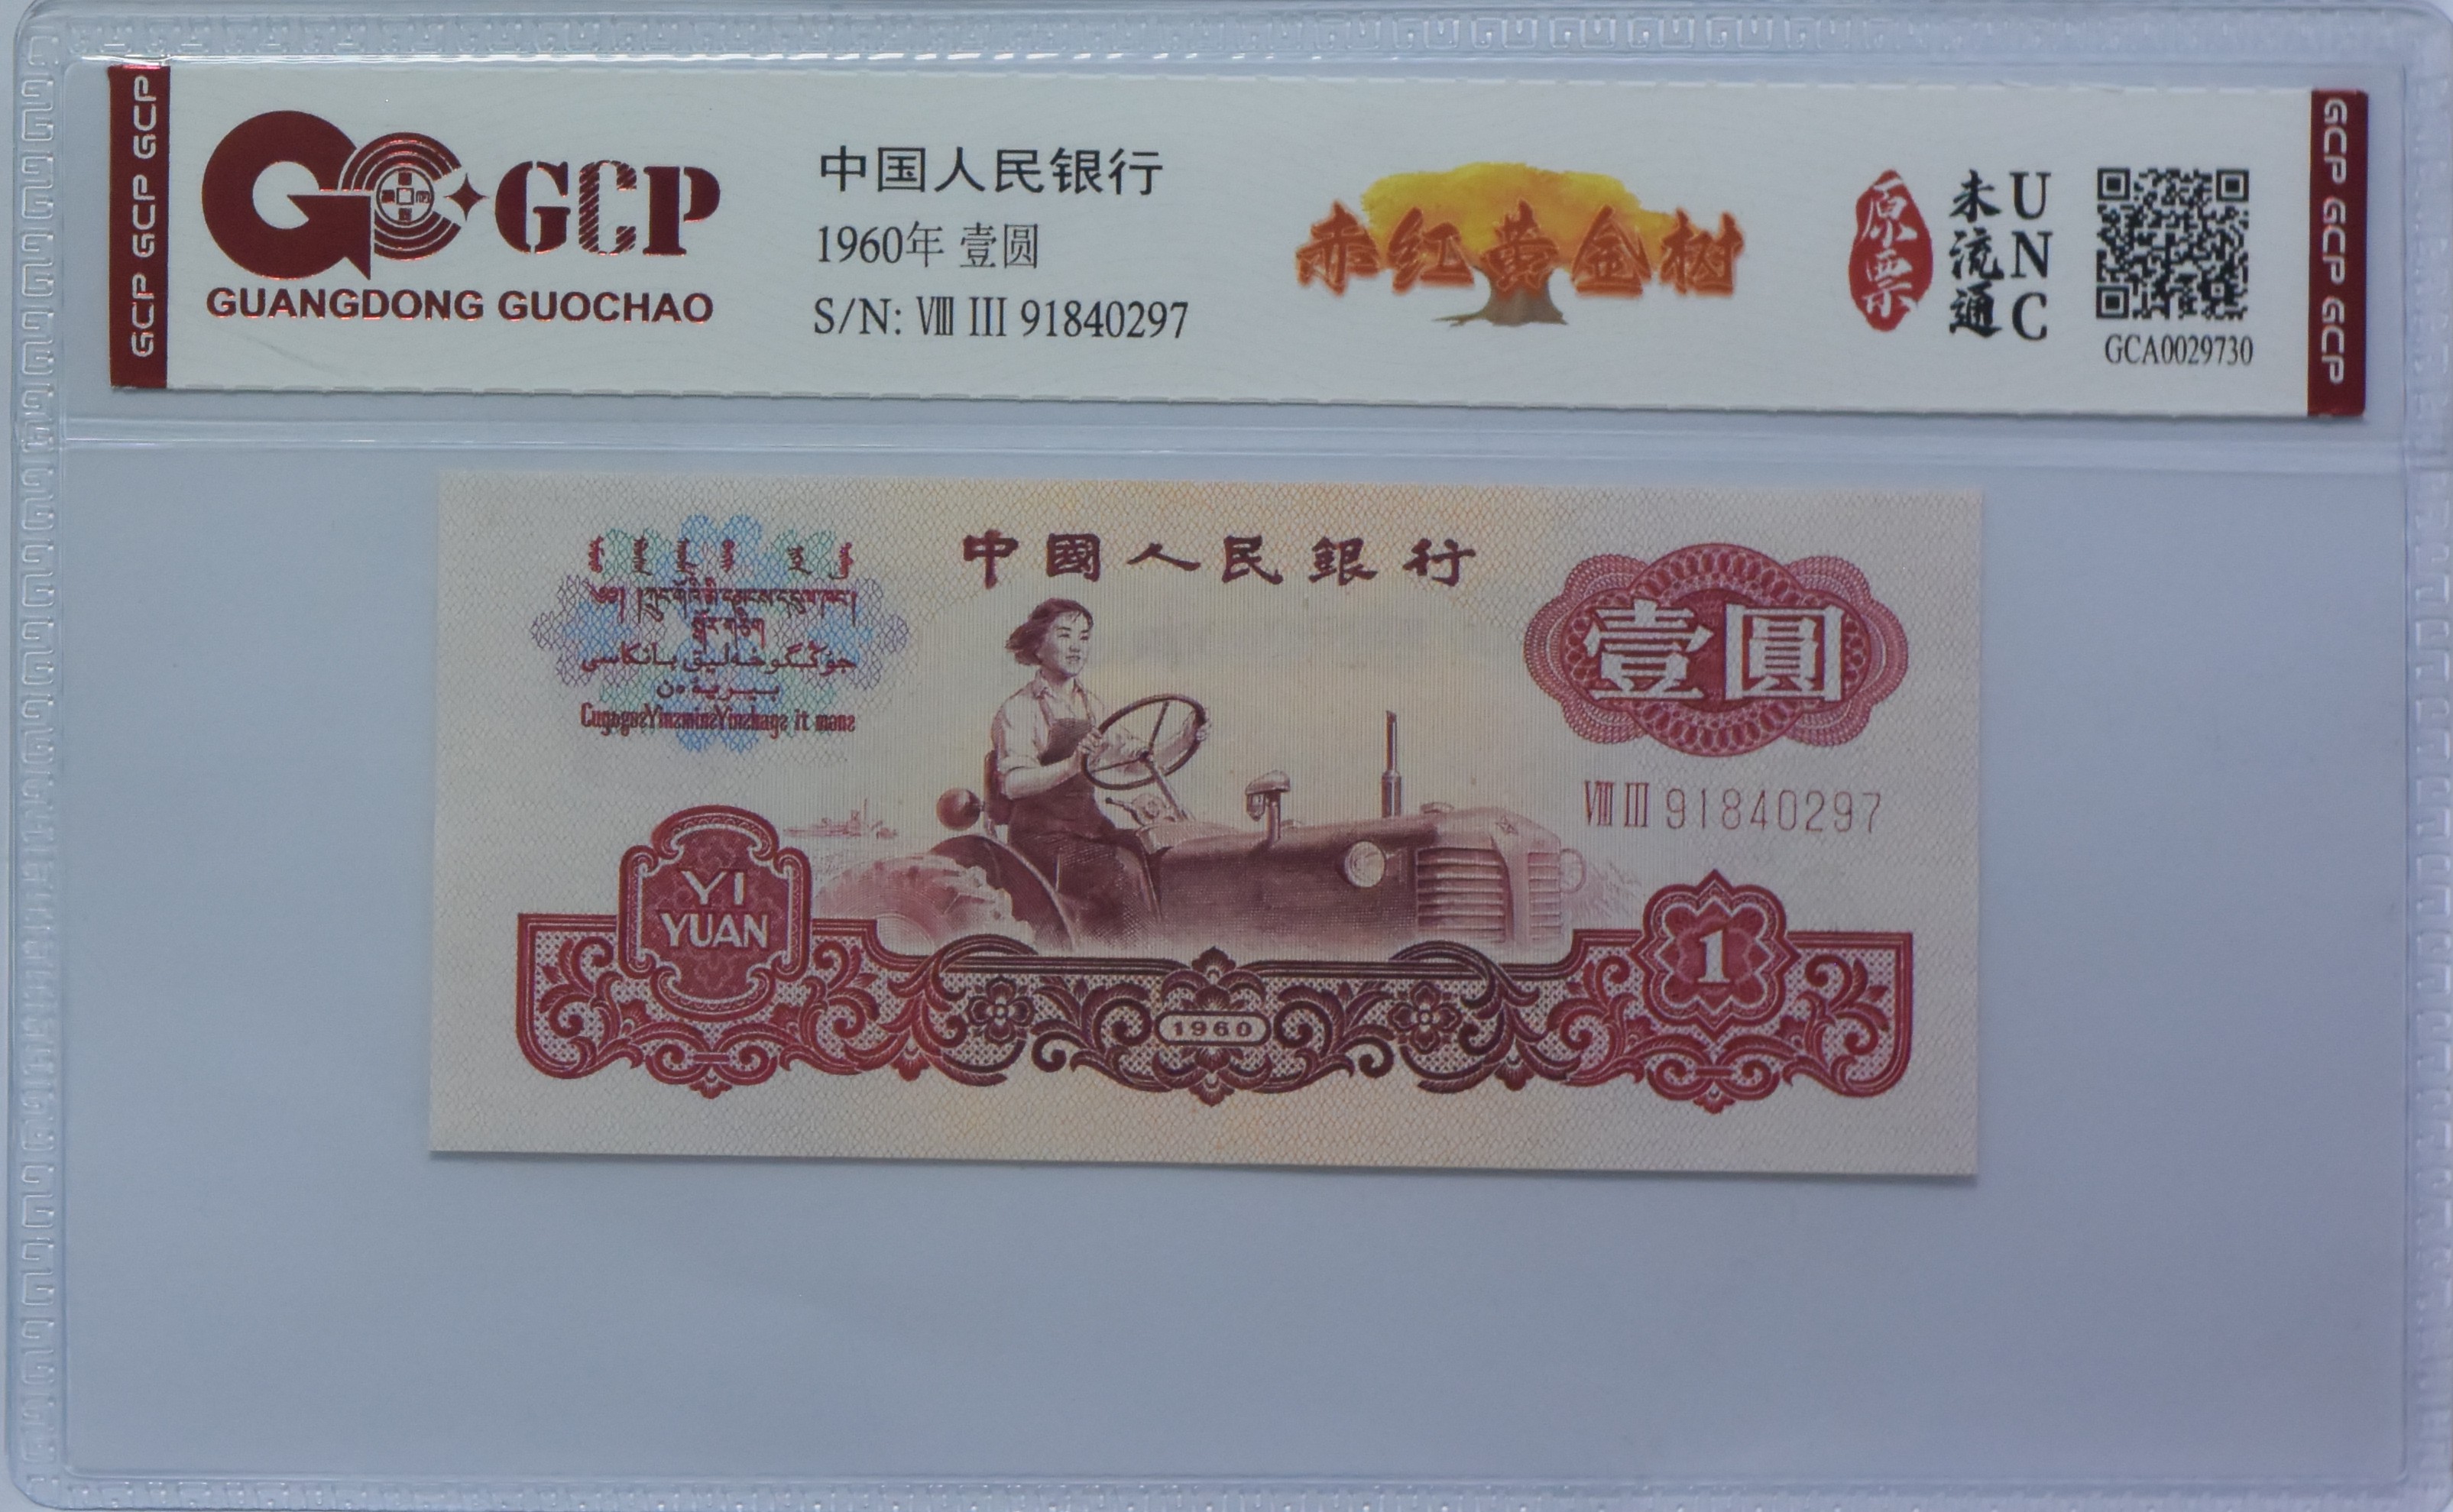 GCP GCP GCP
GCP
GUANGDONG GUOCHAO
中国人民银行
1960年 壹圆
S/N: Ⅷ III 91840297
赤红黄金树
原票
未流通
UNC
GCA0029730
GCP GCP GCP
中國人民銀行
壹圓
Ⅷ III 91840297
YI
YUAN
1
1960